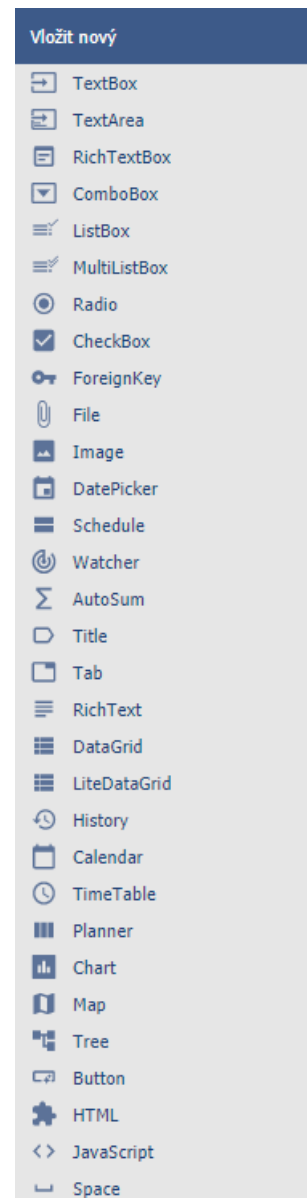 Vložit nový
TextBox
TextArea
RichTextBox
ComboBox
ListBox
MultiListBox
Radio
CheckBox
ForeignKey
File
Image
DatePicker
Schedule
Watcher
AutoSum
Title
Tab
RichText
DataGrid
LiteDataGrid
History
Calendar
TimeTable
Planner
Chart
Map
Tree
Button
HTML
JavaScript
Space